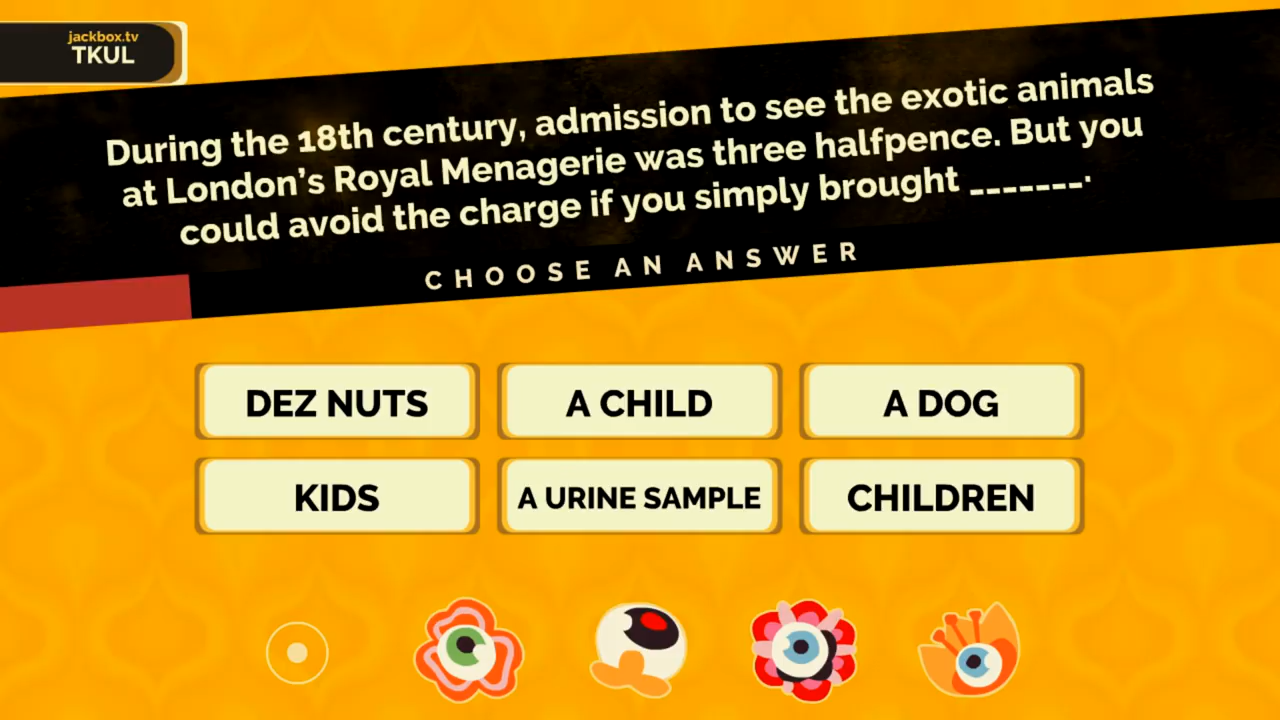 jackbox.tv
TKUL
During the 18th century, admission to see the exotic animals
at London's Royal Menagerie was three halfpence. But you
could avoid the charge if you simply brought _______.
CHOOSE AN ANSWER
DEZ NUTS
A CHILD
A DOG
KIDS
A URINE SAMPLE
CHILDREN